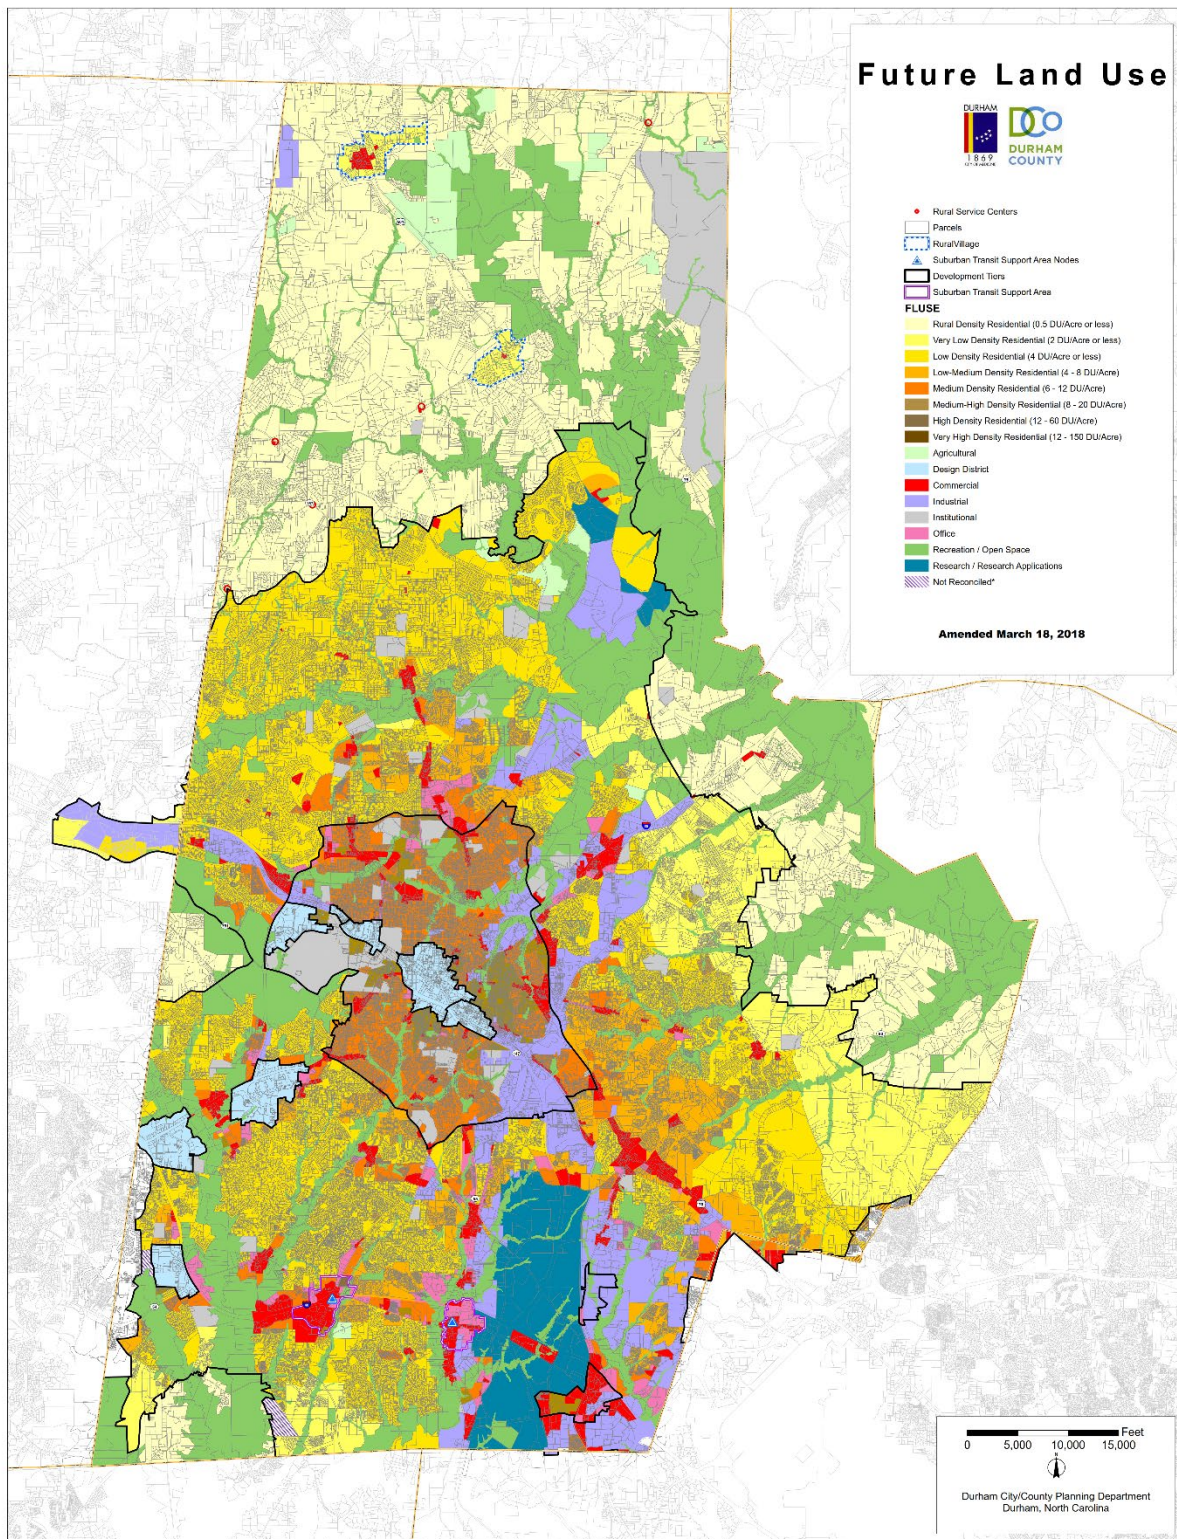 Future Land Use
DURHAM
1869
CITY OF MEDICINE
DCo
DURHAM
COUNTY
Rural Service Centers
Parcels
RuralVillage
Suburban Transit Support Area Nodes
Development Tiers
Suburban Transit Support Area
FLUSE
Rural Density Residential (0.5 DU/Acre or less)
Very Low Density Residential (2 DU/Acre or less)
Low Density Residential (4 DU/Acre or less)
Low-Medium Density Residential (4 - 8 DU/Acre)
Medium Density Residential (6 - 12 DU/Acre)
Medium-High Density Residential (8 - 20 DU/Acre)
High Density Residential (12 - 60 DU/Acre)
Very High Density Residential (12 - 150 DU/Acre)
Agricultural
Design District
Commercial
Industrial
Institutional
Office
Recreation / Open Space
Research / Research Applications
Not Reconciled*
Amended March 18, 2018
Feet
0 5,000 10,000 15,000
N
Durham City/County Planning Department
Durham, North Carolina